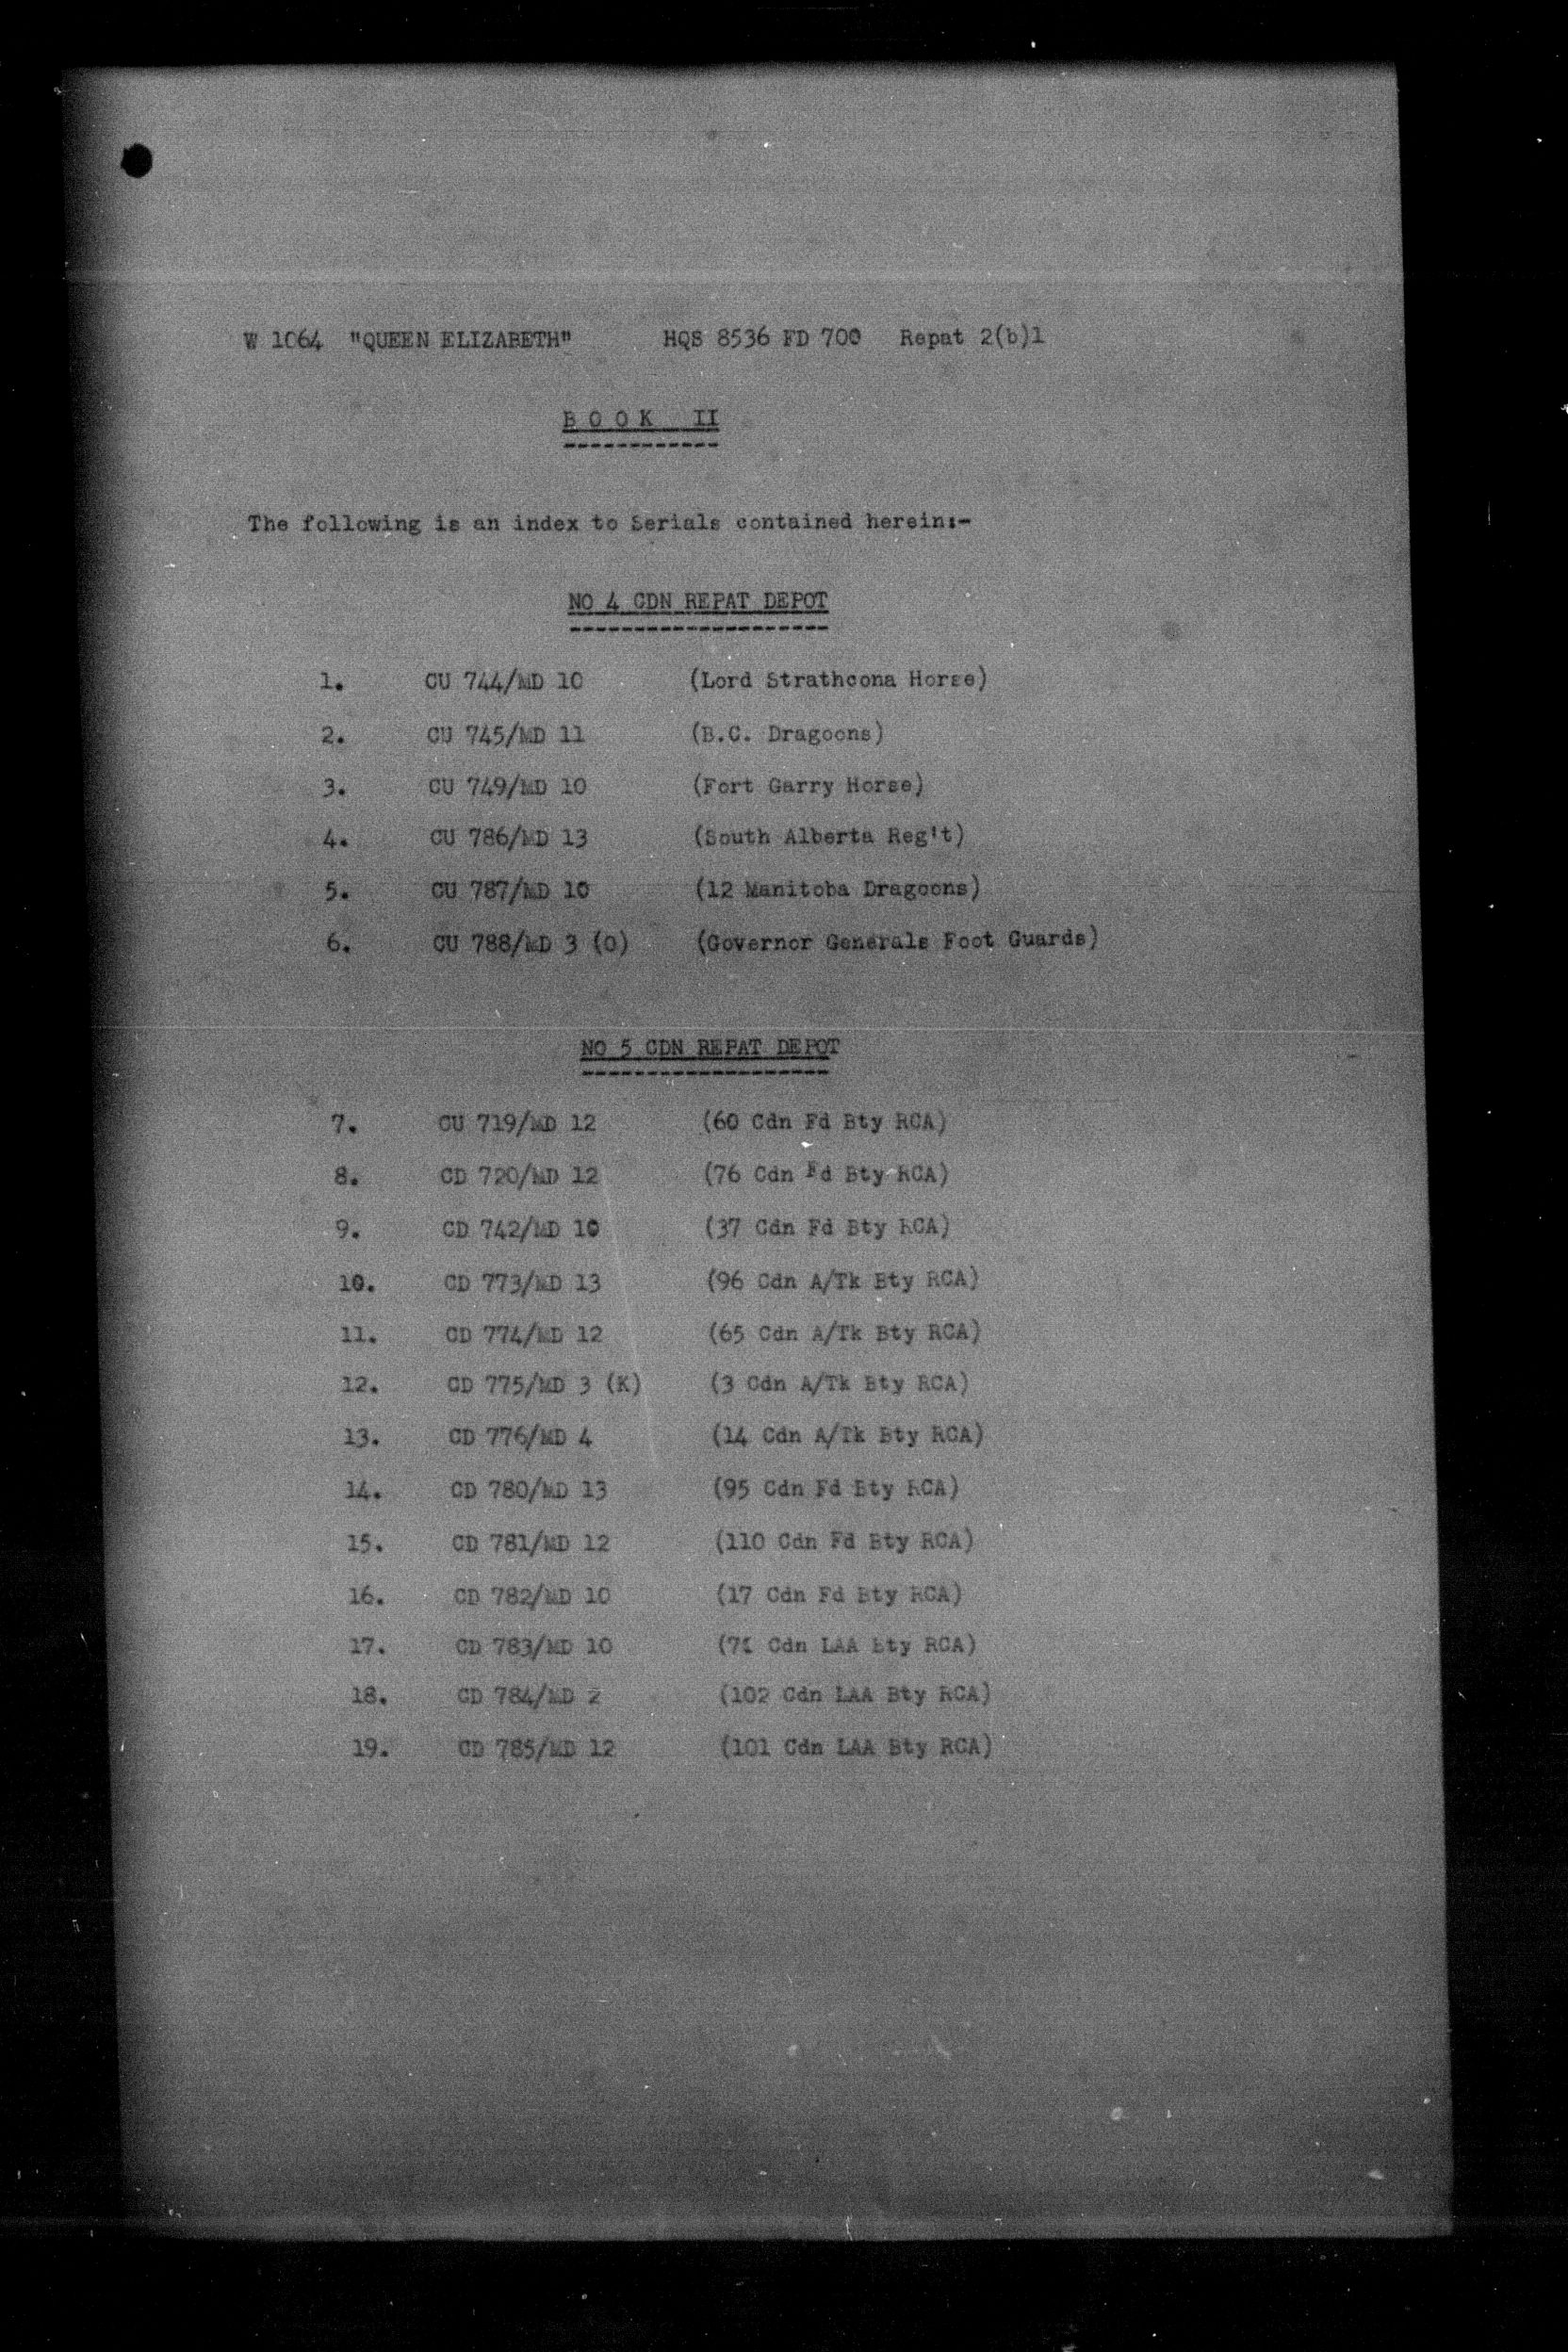 W 1064 "QUEEN ELIZABETH" HQS 8536 FD 700 Repat 2(b)1
BOOK II
The following is an index to Serials contained herein:-
NO 4 CDN REPAT DEPOT
1. CU 744/MD 10 (Lord Strathcona Horse)
2. CU 745/MD 11 (B.C. Dragoons)
3. CU 749/MD 10 (Fort Garry Horse)
4. CU 786/MD 13 (South Alberta Reg't)
5. CU 787/MD 10 (12 Manitoba Dragoons)
6. CU 788/MD 3 (O) (Governor Generals Foot Guards)
NO 5 CDN REPAT DEPOT
7. CU 719/MD 12 (60 Cdn Fd Bty RCA)
8. CD 720/MD 12 (76 Cdn Fd Bty RCA)
9. CD 742/MD 10 (37 Cdn Fd Bty RCA)
10. CD 773/MD 13 (96 Cdn A/Tk Bty RCA)
11. CD 774/MD 12 (65 Cdn A/Tk Bty RCA)
12. CD 775/MD 3 (K) (3 Cdn A/Tk Bty RCA)
13. CD 776/MD 4 (14 Cdn A/Tk Bty RCA)
14. CD 780/MD 13 (95 Cdn Fd Bty RCA)
15. CD 781/MD 12 (110 Cdn Fd Bty RCA)
16. CD 782/MD 10 (17 Cdn Fd Bty RCA)
17. CD 783/MD 10 Cdn LAA Bty RCA)
18. CD 784/MD 2 (102 Cdn LAA Bty RCA)
19. CD 785/MD 12 (101 Cdn LAA Bty RCA)